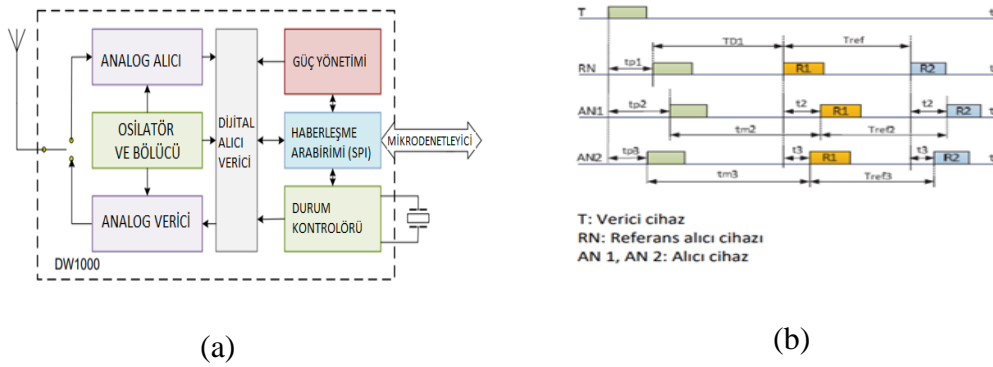 ANALOG ALICI
OSİLATÖR
VE BÖLÜCÜ
ANALOG VERİCİ
DİJİTAL
ALICI
VERİCİ
GÜÇ YÖNETİMİ
HABERLEŞME
ARABİRİMİ (SPI)
DURUM
KONTROLÖRÜ
MİKRODENETLEYİCİ
DW1000
(a)
T t
TD1 Tref
RN tp1 R1 R2 t
AN1 tp2 t2 R1 t2 R2 t
tm2 Tref2
AN2 tp3 t3 R1 t3 R2 t
tm3 Tref3
T: Verici cihaz
RN: Referans alıcı cihazı
AN 1, AN 2: Alıcı cihaz
(b)